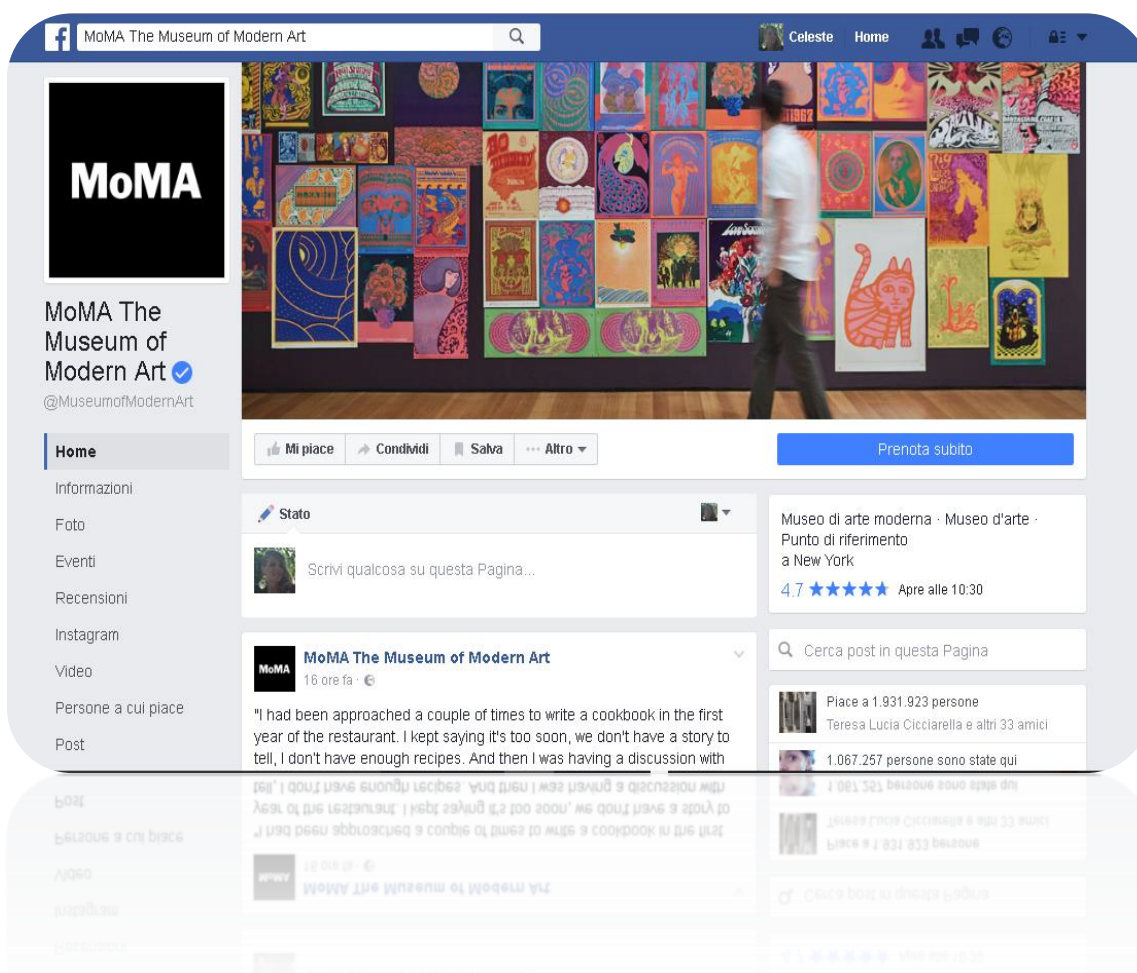 MoMA The Museum of Modern Art
Celeste Home
MoMA
MoMA The
Museum of
Modern Art
@MuseumofModernArt
Home
Informazioni
Foto
Eventi
Recensioni
Instagram
Video
Persone a cui piace
Post
Mi piace Condividi Salva Altro
Prenota subito
Stato
Scrivi qualcosa su questa Pagina...
MoMA
MoMA The Museum of Modern Art
16 ore fa ·
"I had been approached a couple of times to write a cookbook in the first
year of the restaurant. I kept saying it's too soon, we don't have a story to
tell, I don't have enough recipes. And then I was having a discussion with
Museo di arte moderna · Museo d'arte ·
Punto di riferimento
a New York
4.7 Apre alle 10:30
Cerca post in questa Pagina
Piace a 1.931.923 persone
Teresa Lucia Cicciarella e altri 33 amici
1.067.257 persone sono state qui